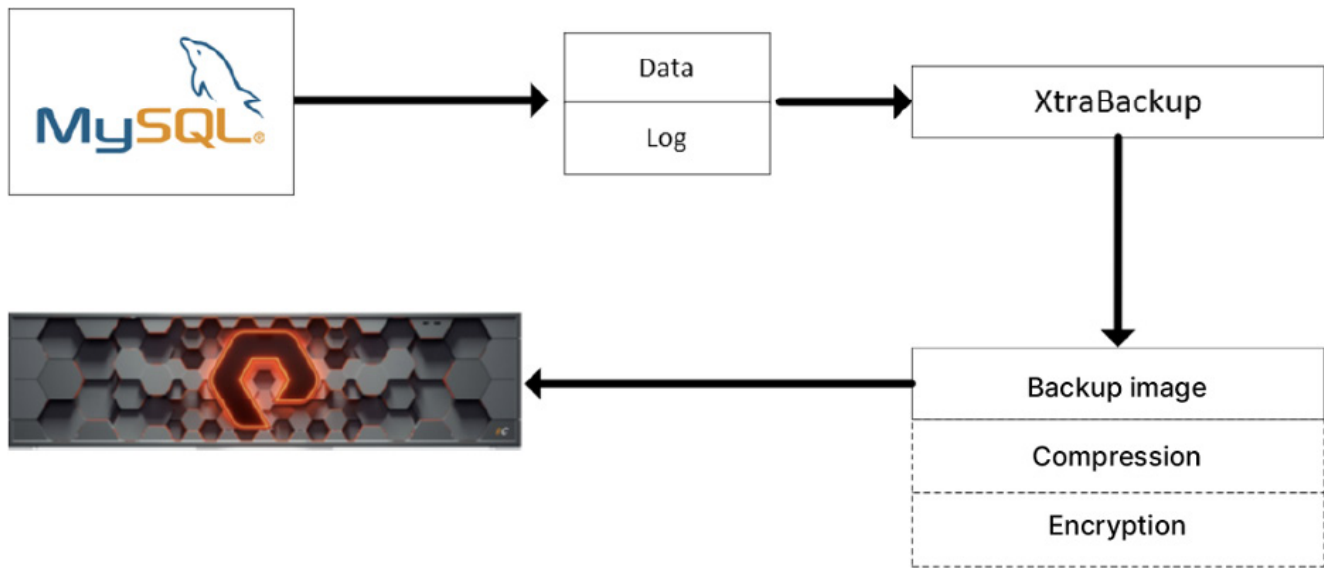 MySQL®
Data
Log
XtraBackup
Backup image
Compression
Encryption